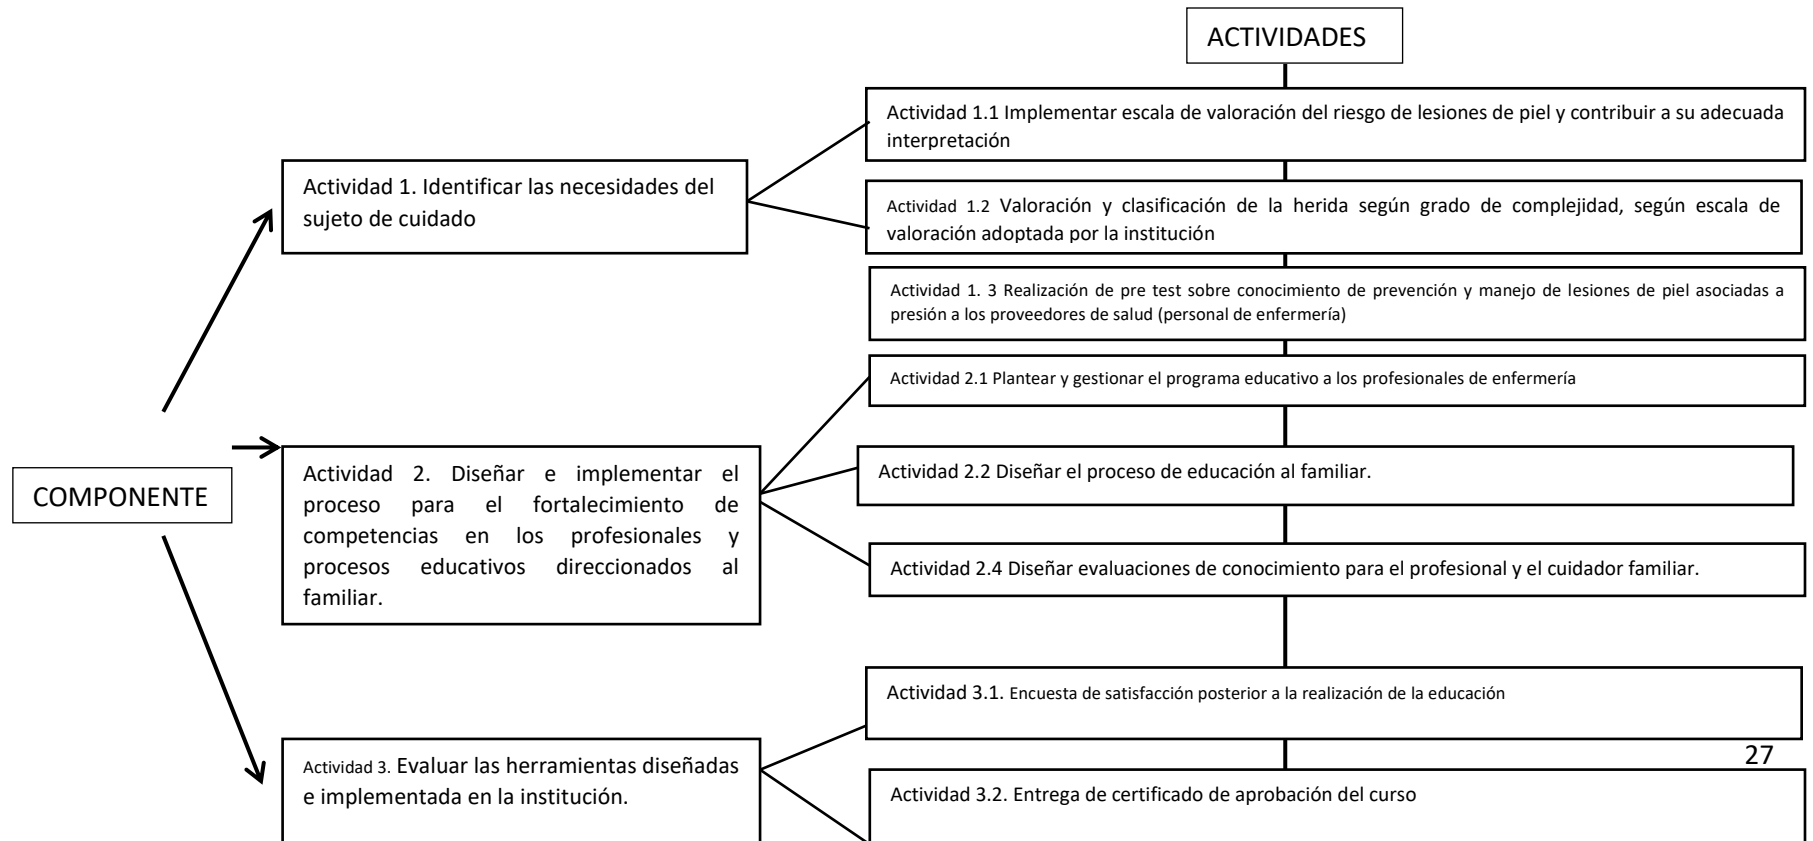 ACTIVIDADES
Actividad 1.1 Implementar escala de valoración del riesgo de lesiones de piel y contribuir a su adecuada
interpretación
Actividad 1. Identificar las necesidades del
sujeto de cuidado
Actividad 1.2 Valoración y clasificación de la herida según grado de complejidad, según escala de
valoración adoptada por la institución
Actividad 1. 3 Realización de pre test sobre conocimiento de prevención y manejo de lesiones de piel asociadas a
presión a los proveedores de salud (personal de enfermería)
Actividad 2.1 Plantear y gestionar el programa educativo a los profesionales de enfermería
COMPONENTE
Actividad 2. Diseñar e implementar el
proceso para el fortalecimiento de
competencias en los profesionales y
procesos educativos direccionados al
familiar.
Actividad 2.2 Diseñar el proceso de educación al familiar.
Actividad 2.4 Diseñar evaluaciones de conocimiento para el profesional y el cuidador familiar.
Actividad 3.1. Encuesta de satisfacción posterior a la realización de la educación
Actividad 3. Evaluar las herramientas diseñadas
e implementada en la institución.
27
Actividad 3.2. Entrega de certificado de aprobación del curso